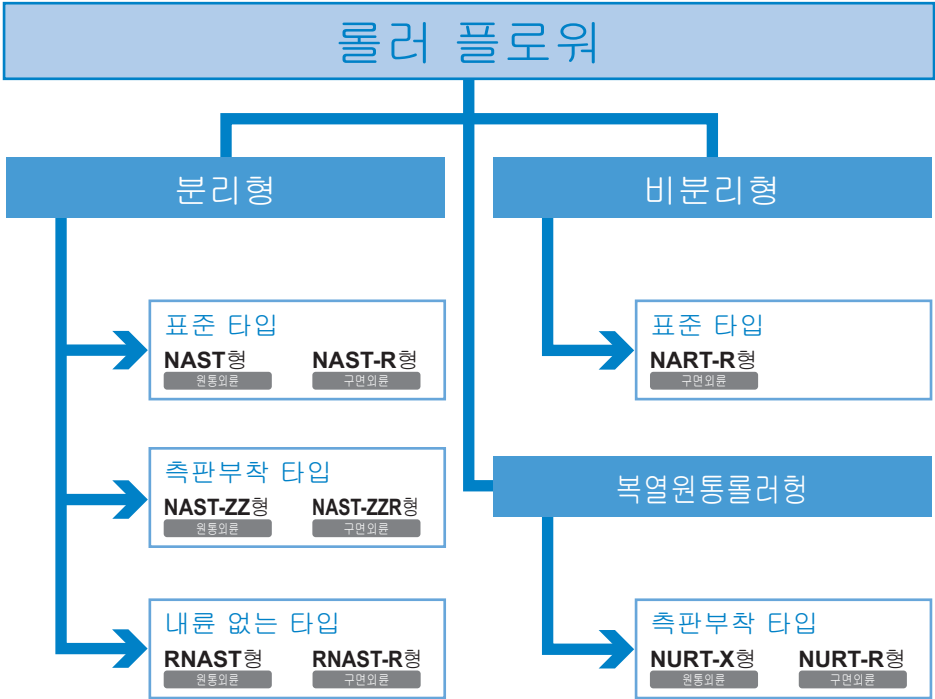 롤러 플로워
분리형
표준 타입
NAST형 NAST-R형
원통외륜 구면외륜
측판부착 타입
NAST-ZZ형 NAST-ZZR형
원통외륜 구면외륜
내륜 없는 타입
RNAST형 RNAST-R형
원통외륜 구면외륜
비분리형
표준 타입
NART-R형
구면외륜
복열원통롤러헝
측판부착 타입
NURT-X형 NURT-R형
원통외륜 구면외륜